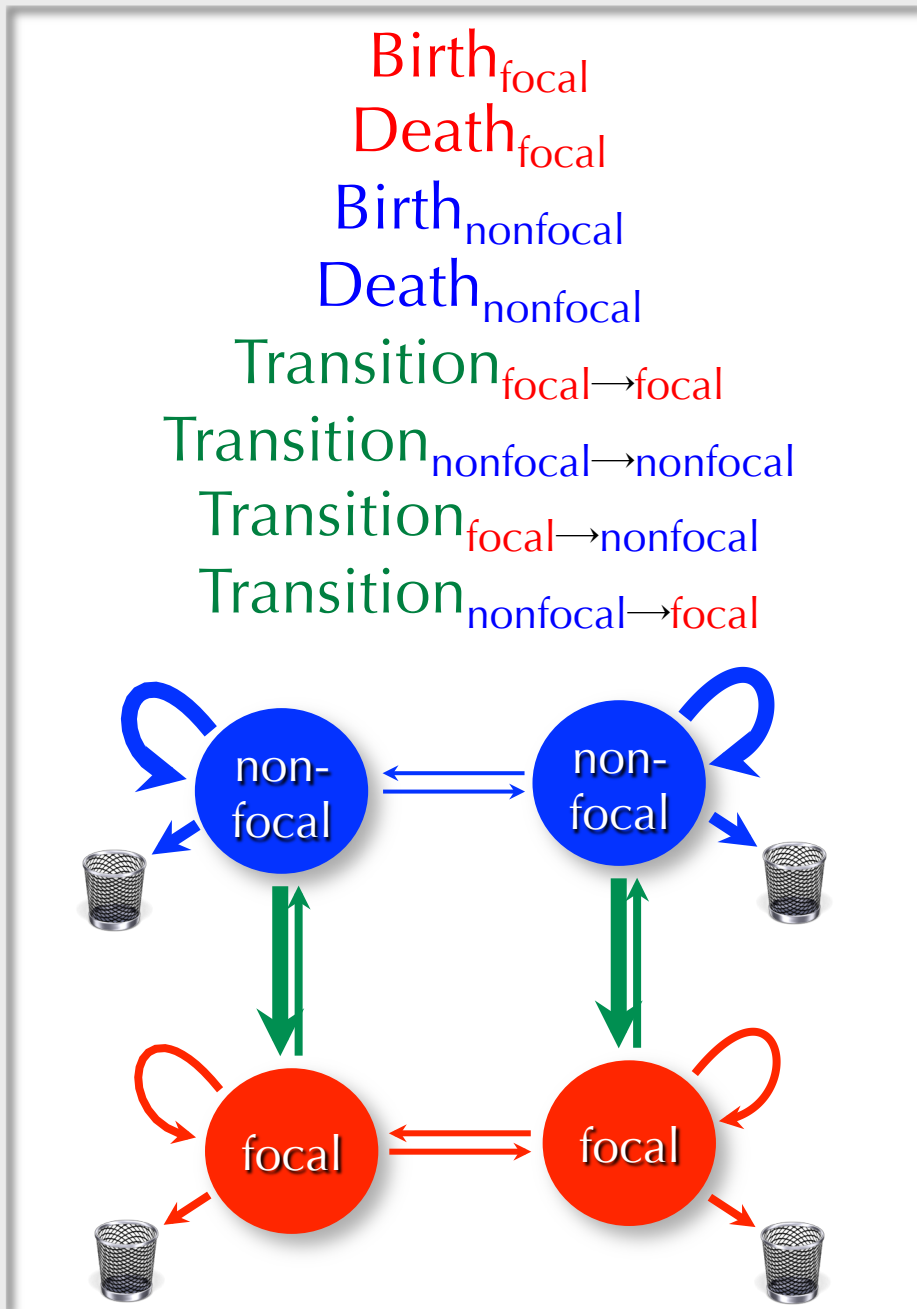 Birthfocal
Deathfocal
Birthnonfocal
Deathnonfocal
Transitionfocal→focal
Transitionnonfocal→nonfocal
Transitionfocal→nonfocal
Transitionnonfocal→focal
non-
focal
non-
focal
focal
focal